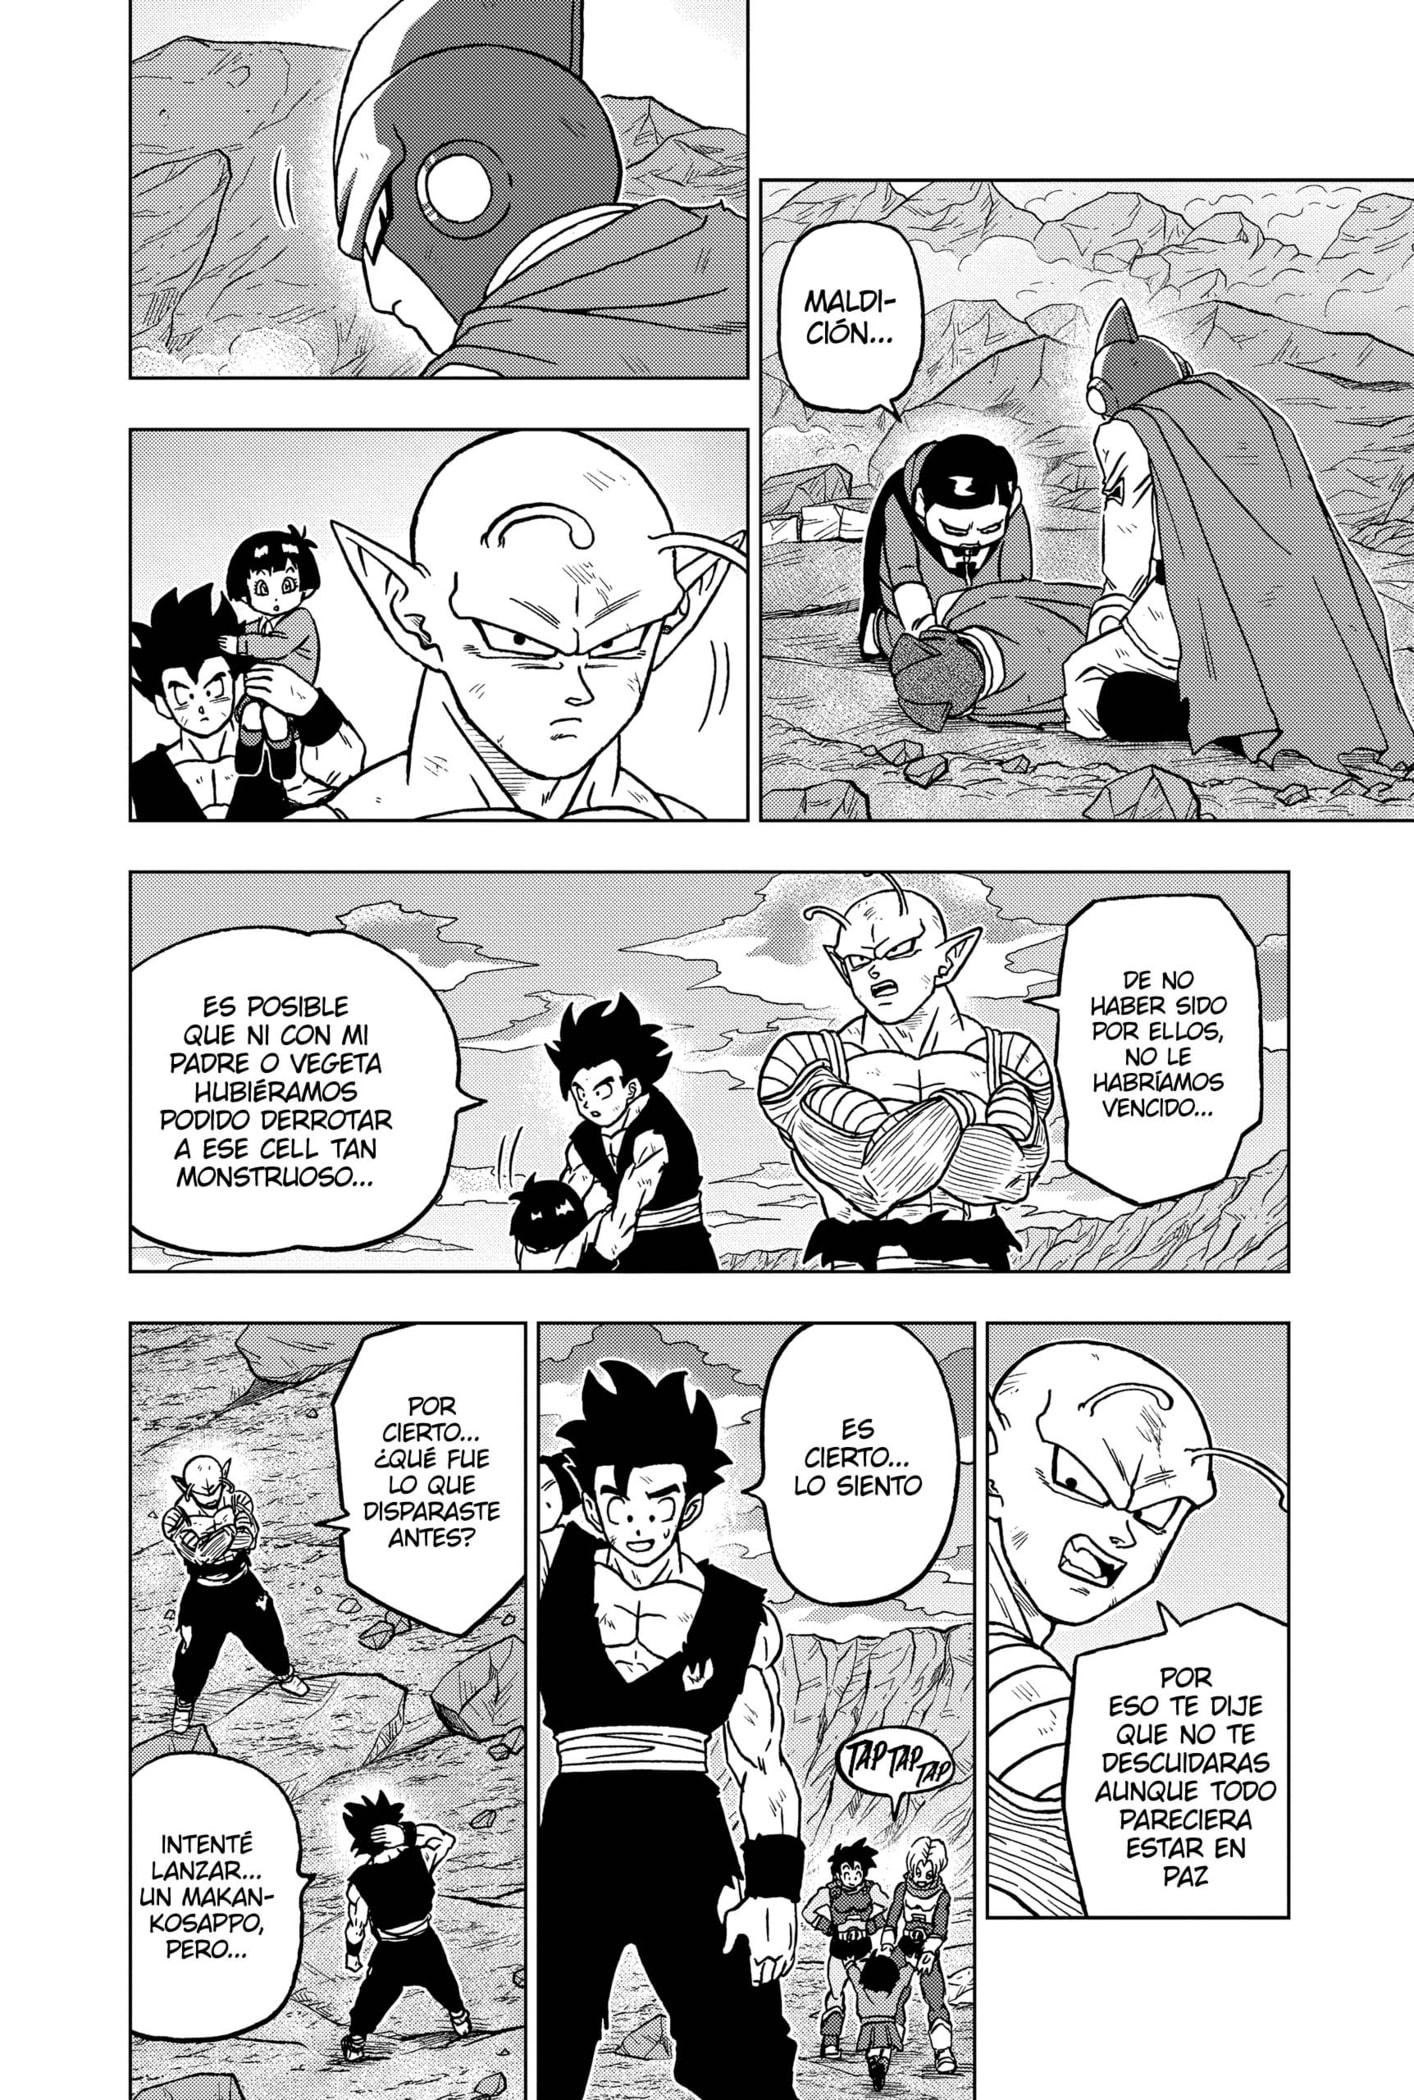 MALDI-
CIÓN...
DE NO
HABER SIDO
POR ELLOS,
NO LE
HABRÍAMOS
VENCIDO...
ES POSIBLE
QUE NI CON MI
PADRE O VEGETA
HUBIÉRAMOS
PODIDO DERROTAR
A ESE CELL TAN
MONSTRUOSO...
POR
ESO TE DIJE
QUE NO TE
DESCUIDARAS
AUNQUE TODO
PARECIERA
ESTAR EN
PAZ
ES
CIERTO...
LO SIENTO
TAP TAP TAP
POR
CIERTO...
¿QUÉ FUE
LO QUE
DISPARASTE
ANTES?
INTENTÉ
LANZAR...
UN MAKAN-
KOSAPPO,
PERO...